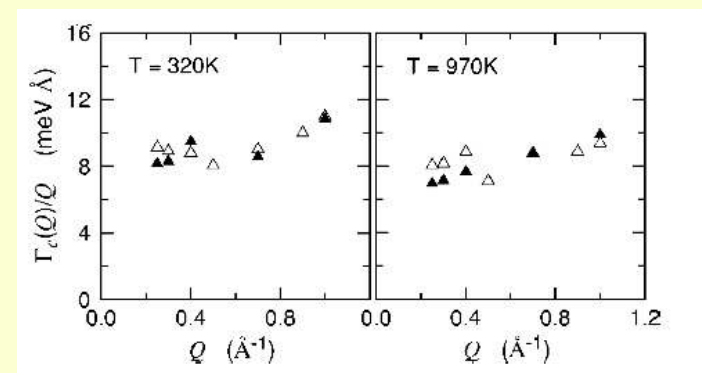 16
12
8
4
0
Γc(Q)/Q (meV Å)
T = 320K
T = 970K
0.0 0.4 0.8 0.0 0.4 0.8 1.2
Q (Å-1) Q (Å-1)